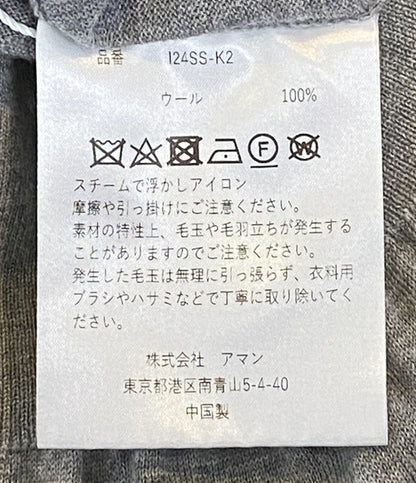 品番 I24SS-K2
ウール 100%
F W
スチームで浮かしアイロン
摩擦や引っ掛けにご注意ください。
素材の特性上、毛玉や毛羽立ちが発生する
ことがありますのでご注意ください。
発生した毛玉は無理に引っ張らず、衣料用
ブラシやハサミなどで丁寧に取り除いてく
ださい。
株式会社 アマン
東京都港区南青山5-4-40
中国製